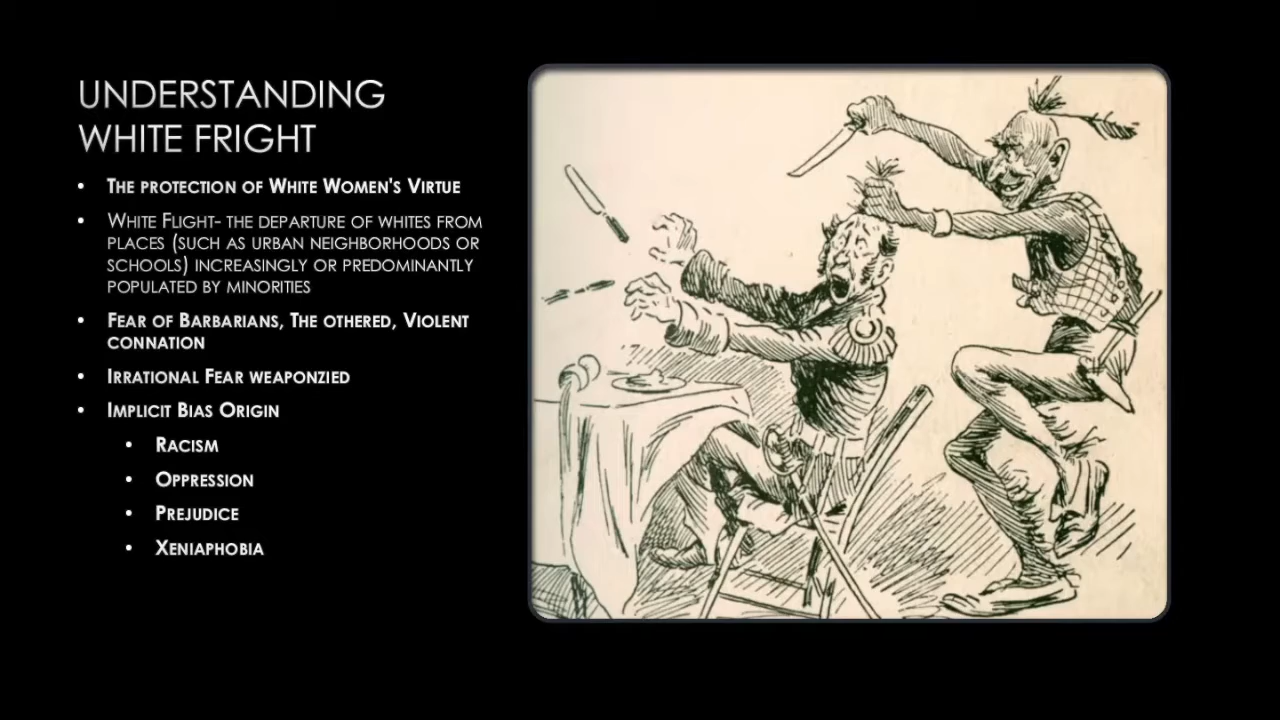 UNDERSTANDING
WHITE FRIGHT
• THE PROTECTION OF WHITE WOMEN'S VIRTUE
• WHITE FLIGHT- THE DEPARTURE OF WHITES FROM
PLACES (SUCH AS URBAN NEIGHBORHOODS OR
SCHOOLS) INCREASINGLY OR PREDOMINANTLY
POPULATED BY MINORITIES
• FEAR OF BARBARIANS, THE OTHERED, VIOLENT
CONNATION
• IRRATIONAL FEAR WEAPONZIED
• IMPLICIT BIAS ORIGIN
• RACISM
• OPPRESSION
• PREJUDICE
• XENIAPHOBIA